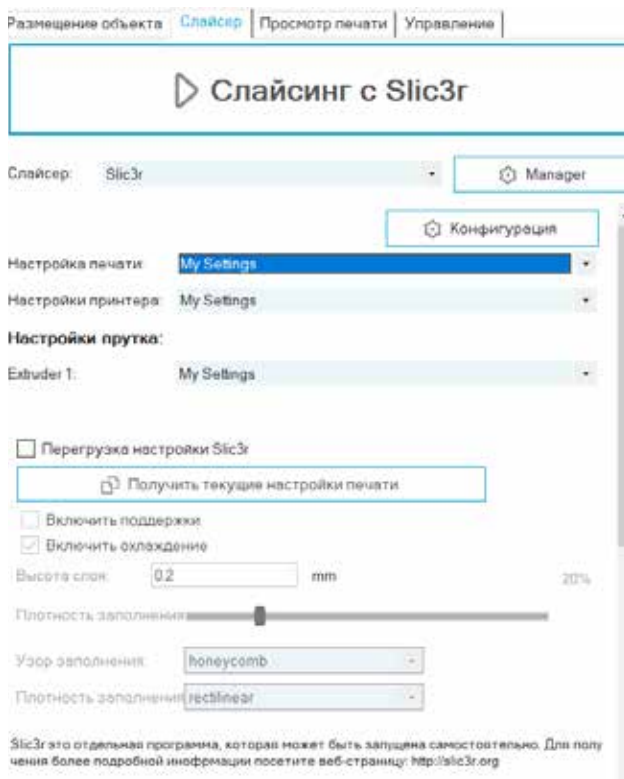 Размещение объекта Слайсер Просмотр печати Управление
Слайсинг с Slic3r
Слайсер: Slic3r Manager
Конфигурация
Настройка печати: My Settings
Настройки принтера: My Settings
Настройки прутка:
Extruder 1: My Settings
Перегрузка настройки Slic3r
Получить текущие настройки печати
Включить поддержки
Включить охлаждение
Высота слоя: 0.2 mm 20%
Плотность заполнения
Узор заполнения: honeycomb
Плотность заполнения rectilinear
Slic3r это отдельная программа, которая может быть запущена самостоятельно. Для полу
чения более подробной инофрмации посетите веб-страницу: http://slic3r.org